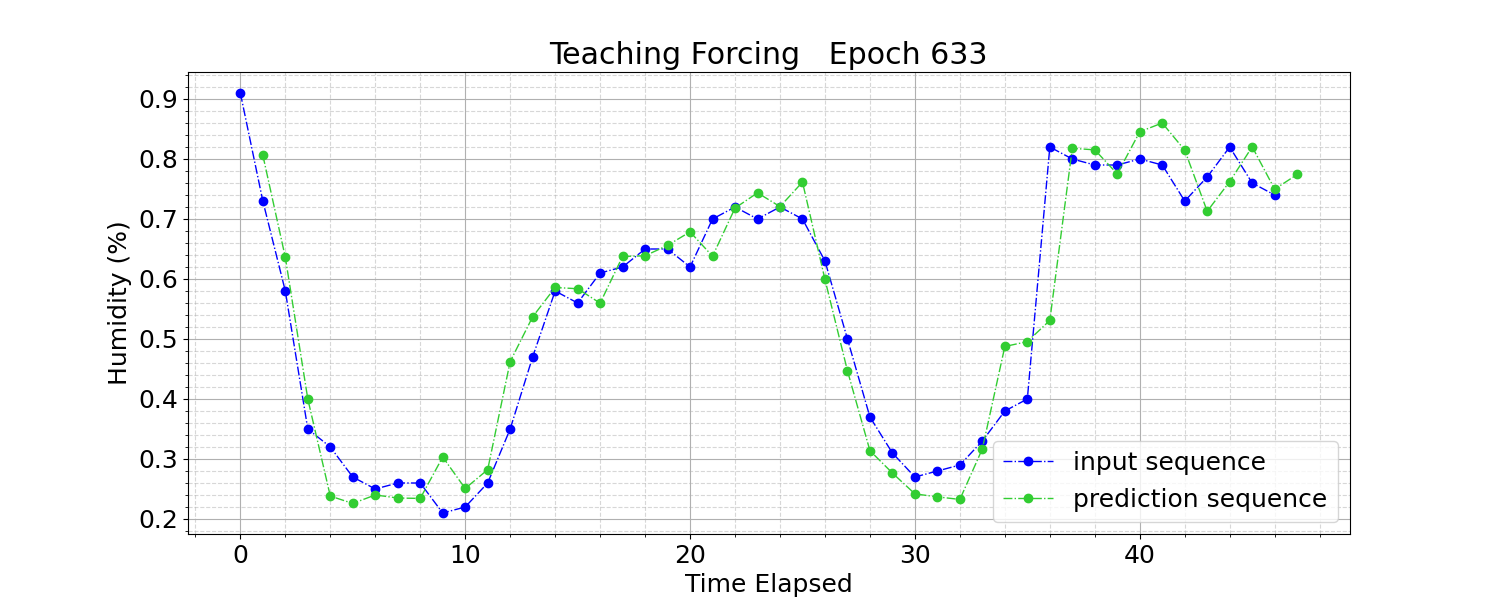 Teaching Forcing   Epoch 633
0.9
0.8
0.7
0.6
0.5
0.4
0.3
0.2
Humidity (%)
0 10 20 30 40
Time Elapsed
input sequence
prediction sequence